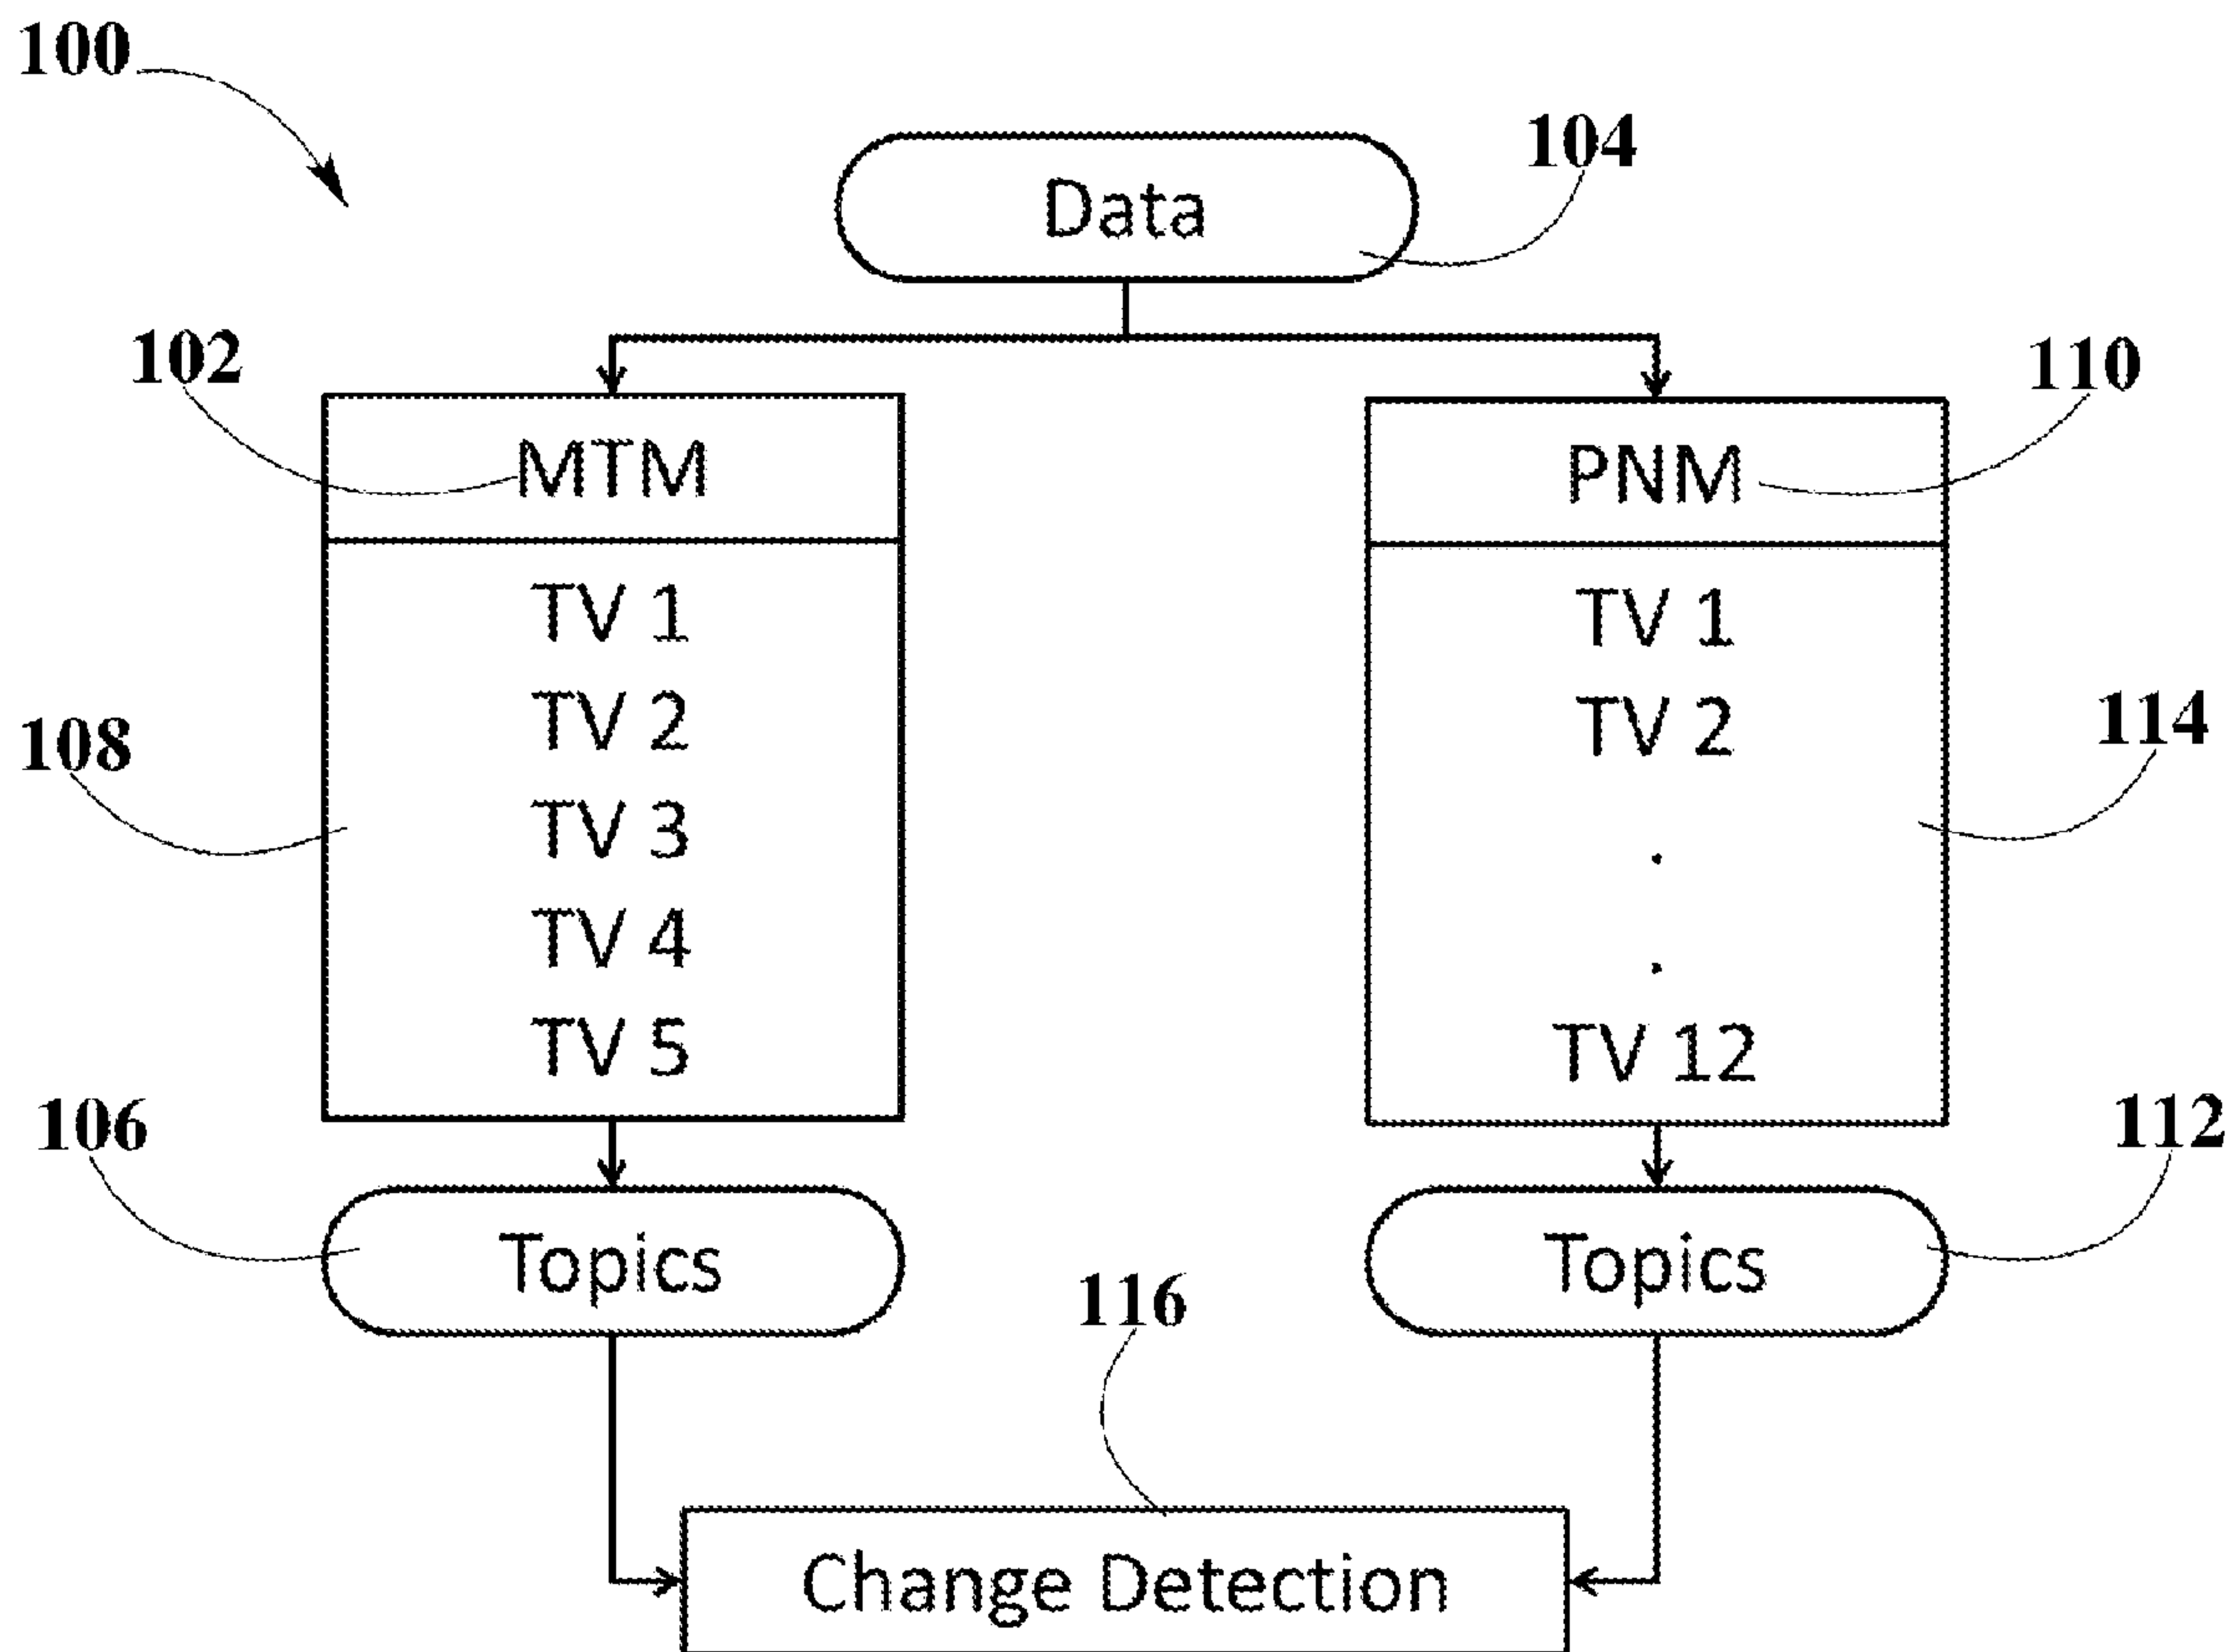 100
104
Data
102
110
MTM
PNM
TV 1
TV 2
TV 3
TV 4
TV 5
TV 1
TV 2
.
.
TV 12
108
114
106
112
Topics
Topics
116
Change Detection